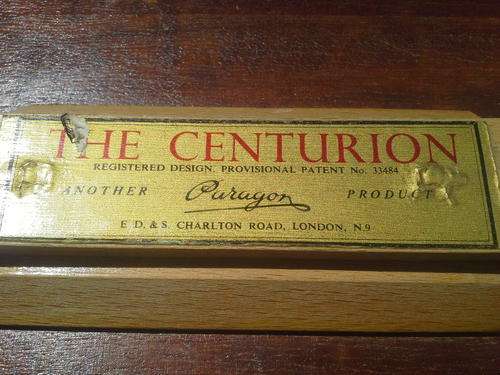 THE CENTURION
REGISTERED DESIGN. PROVISIONAL PATENT No. 33484
ANOTHER Paragon PRODUCT
E. D. & S. CHARLTON ROAD, LONDON, N.9